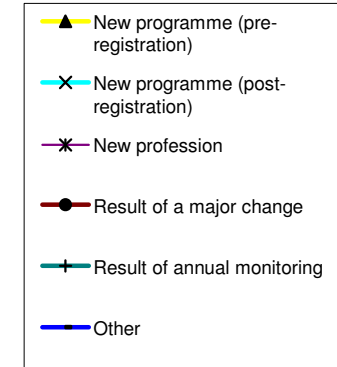 New programme (pre-
registration)
New programme (post-
registration)
New profession
Result of a major change
Result of annual monitoring
Other